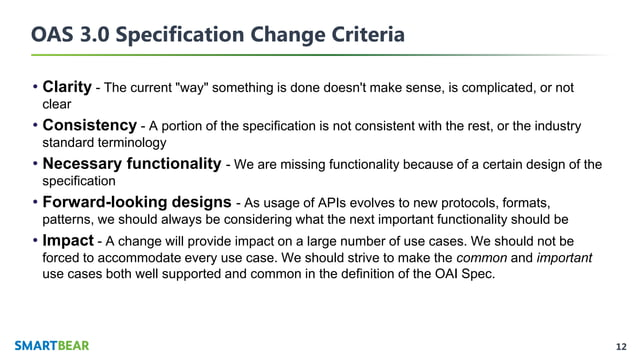 OAS 3.0 Specification Change Criteria
• Clarity - The current "way" something is done doesn't make sense, is complicated, or not
clear
• Consistency - A portion of the specification is not consistent with the rest, or the industry
standard terminology
• Necessary functionality - We are missing functionality because of a certain design of the
specification
• Forward-looking designs - As usage of APIs evolves to new protocols, formats,
patterns, we should always be considering what the next important functionality should be
• Impact - A change will provide impact on a large number of use cases. We should not be
forced to accommodate every use case. We should strive to make the common and important
use cases both well supported and common in the definition of the OAI Spec.
SMARTBEAR
12